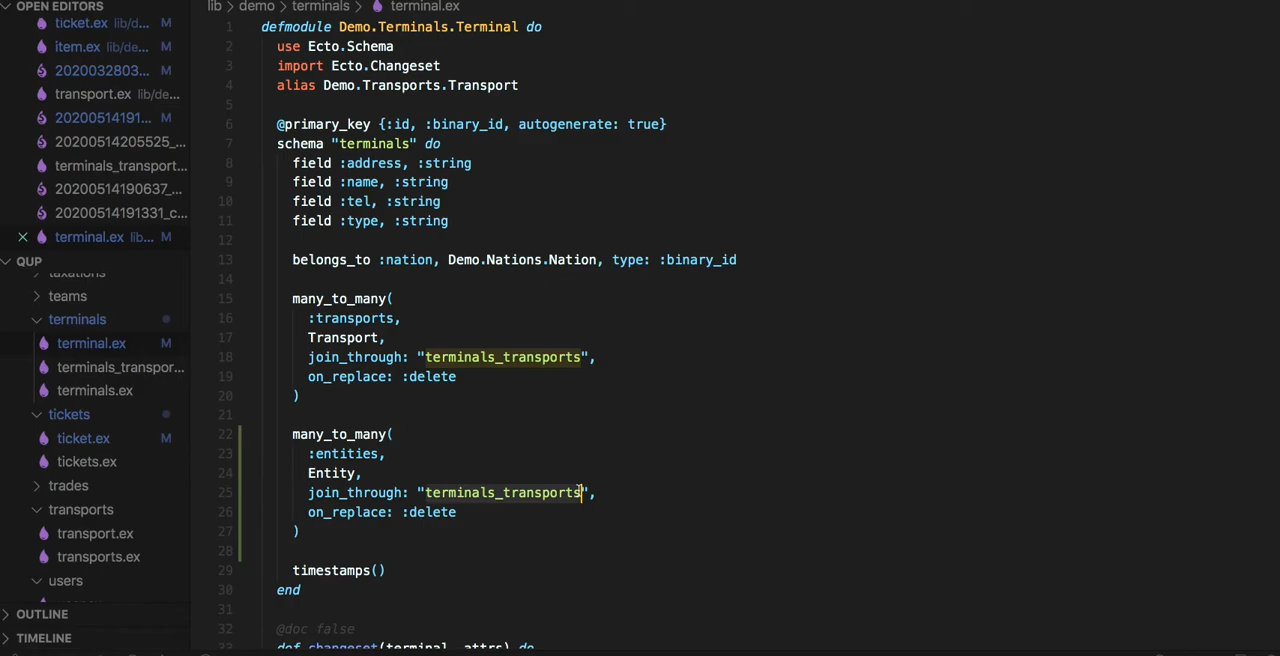 OPEN EDITORS
ticket.ex lib/d... M
item.ex lib/de... M
2020032803... M
transport.ex lib/de...
20200514191... M
20200514205525_...
terminals_transport...
20200514190637_...
20200514191331_c...
terminal.ex lib... M
QUP
taxations
teams
terminals
terminal.ex M
terminals_transpor...
terminals.ex
tickets
ticket.ex M
tickets.ex
trades
transports
transport.ex
transports.ex
users
OUTLINE
TIMELINE
lib > demo > terminals > terminal.ex
1 defmodule Demo.Terminals.Terminal do
2 use Ecto.Schema
3 import Ecto.Changeset
4 alias Demo.Transports.Transport
5
6 @primary_key {:id, :binary_id, autogenerate: true}
7 schema "terminals" do
8 field :address, :string
9 field :name, :string
10 field :tel, :string
11 field :type, :string
12
13 belongs_to :nation, Demo.Nations.Nation, type: :binary_id
14
15 many_to_many(
16 :transports,
17 Transport,
18 join_through: "terminals_transports",
19 on_replace: :delete
20 )
21
22 many_to_many(
23 :entities,
24 Entity,
25 join_through: "terminals_transports",
26 on_replace: :delete
27 )
28
29 timestamps()
30 end
31
32 @doc false
33 def changeset(terminal, attrs) do